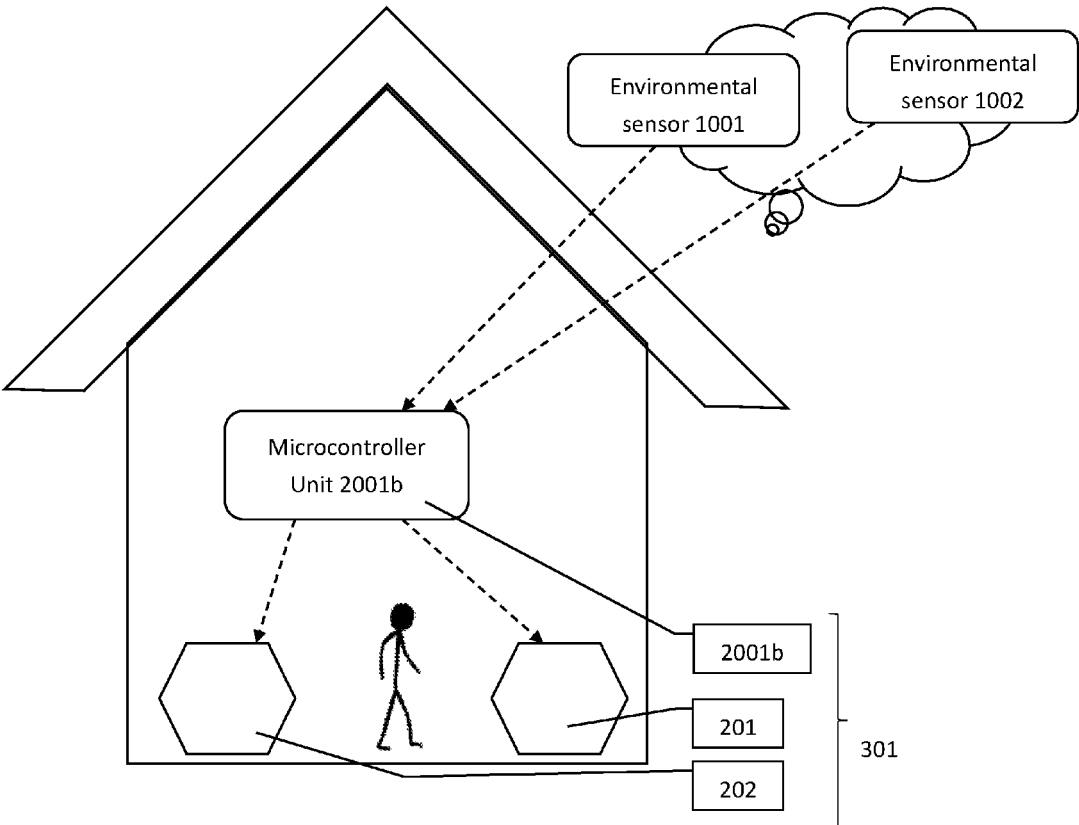 Environmental
sensor 1001
Environmental
sensor 1002
Microcontroller
Unit 2001b
2001b
201
202
301